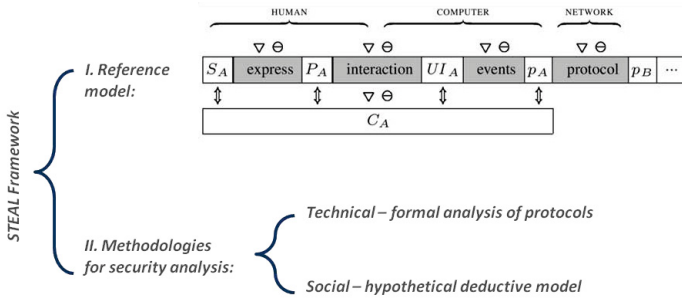 HUMAN COMPUTER NETWORK
▽ ⊖ ▽ ⊖ ▽ ⊖ ▽ ⊖
I. Reference model:
S_A express P_A interaction UI_A events p_A protocol p_B ...
⇕ ⇕ ▽ ⊖ ⇕ ⇕
C_A
STEAL Framework
Technical – formal analysis of protocols
II. Methodologies
for security analysis:
Social – hypothetical deductive model